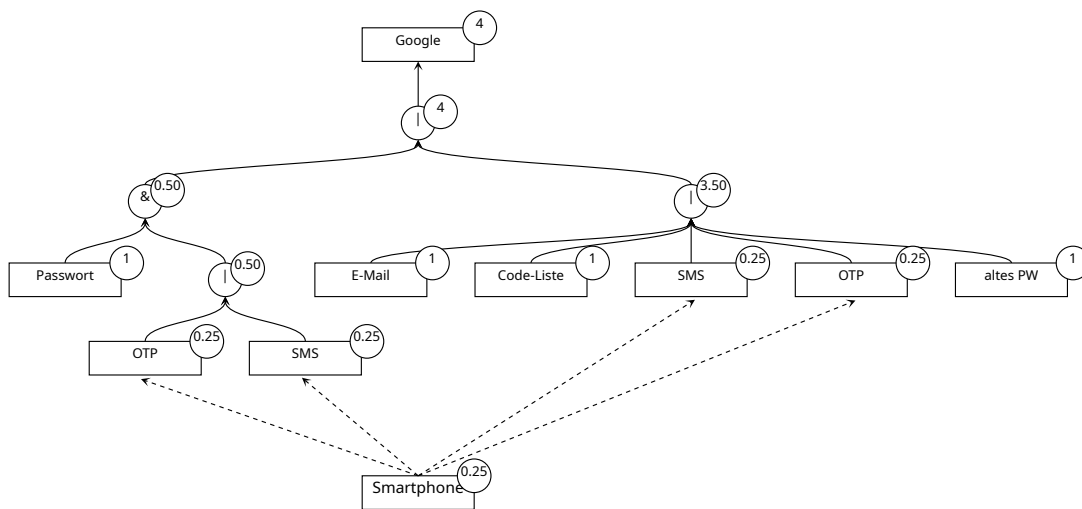 4
Google
4
|
0.50
&
3.50
|
1
Passwort
0.50
|
1
E-Mail
1
Code-Liste
0.25
SMS
0.25
OTP
1
altes PW
0.25
OTP
0.25
SMS
0.25
Smartphone